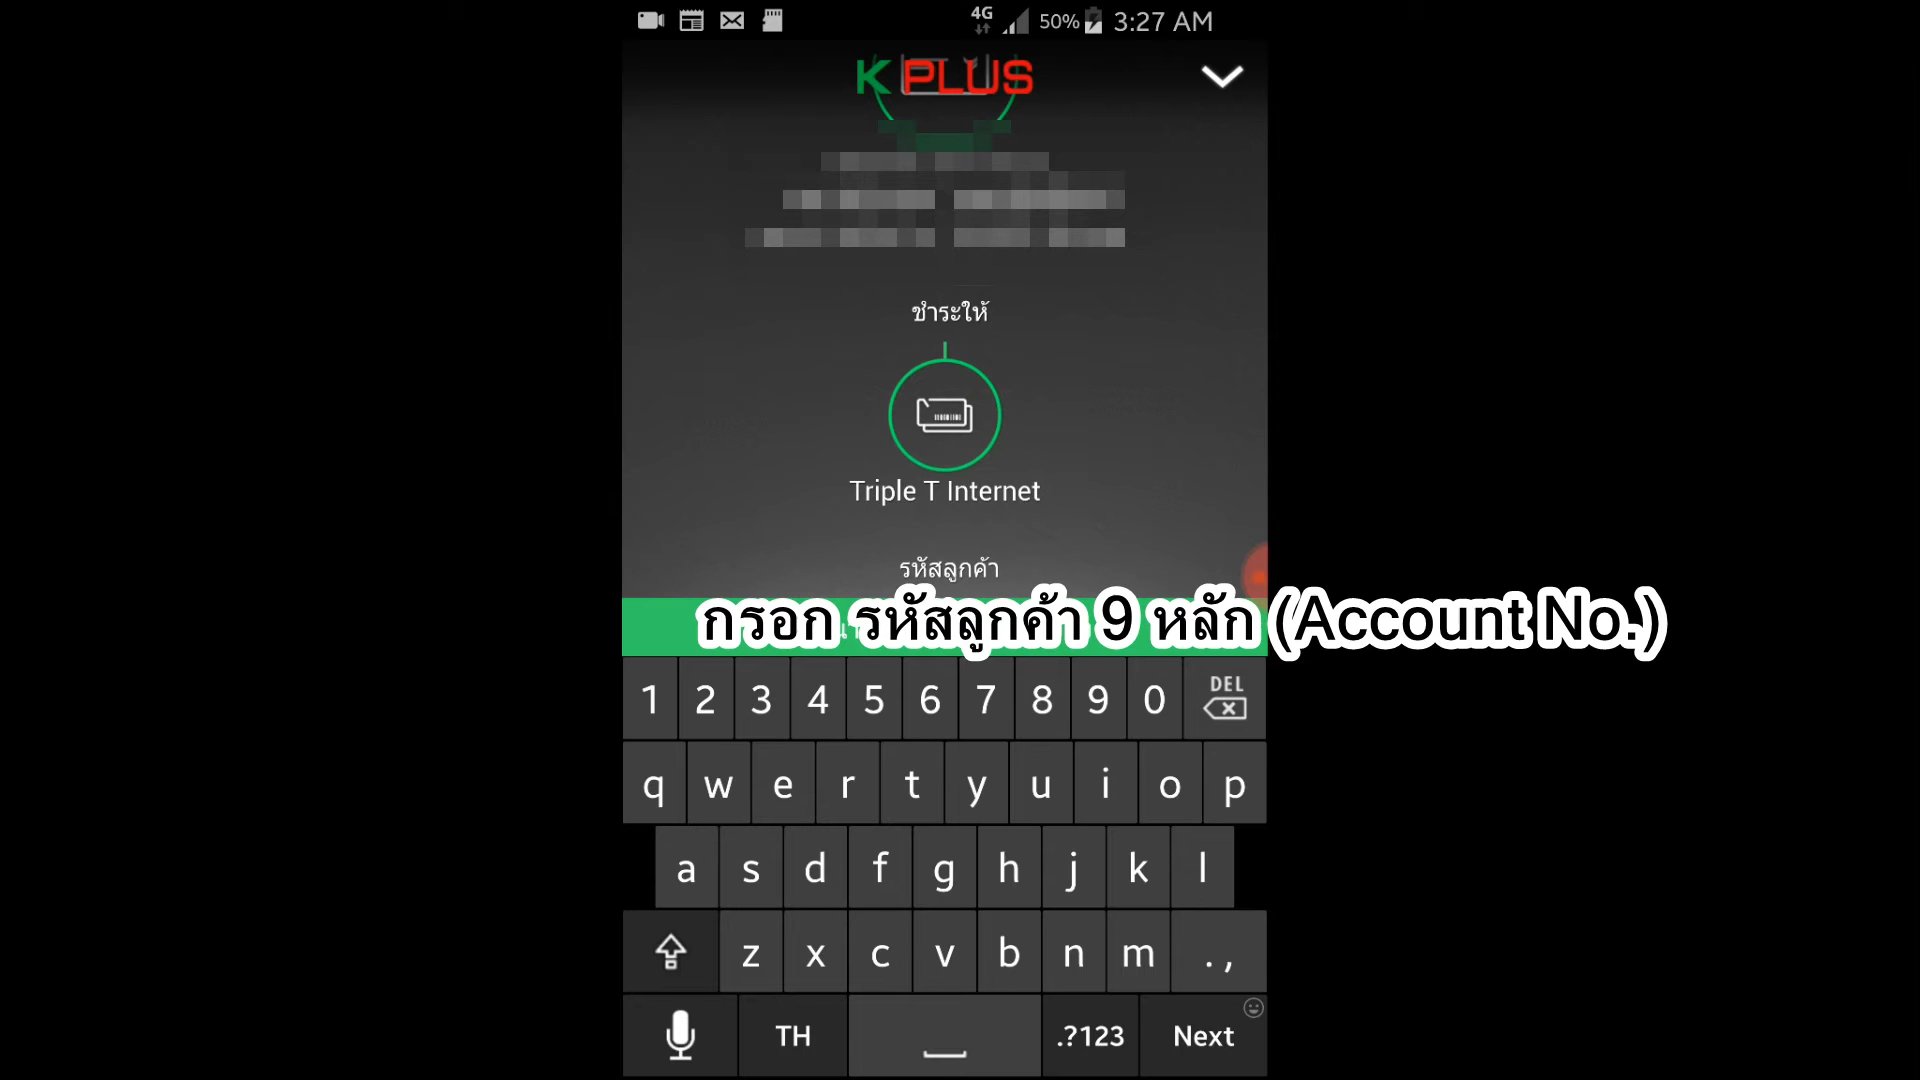 4G 50% 3:27 AM
K PLUS
ชำระให้
Triple T Internet
รหัสลูกค้า
กรอก รหัสลูกค้า 9 หลัก (Account No.)
1 2 3 4 5 6 7 8 9 0 DEL
q w e r t y u i o p
a s d f g h j k l
z x c v b n m . ,
TH .?123 Next